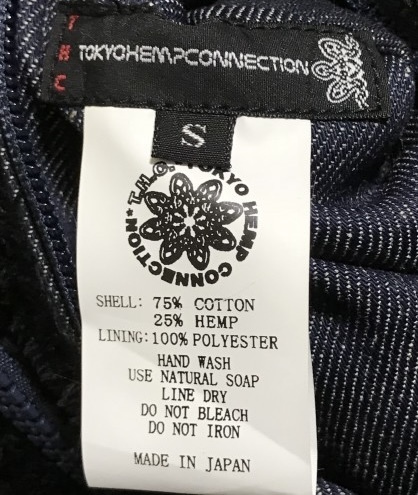 THC
TOKYOHEMPCONNECTION
S
T.H.C. TOKYO HEMP CONNECTION
SHELL: 75% COTTON
25% HEMP
LINING:100% POLYESTER
HAND WASH
USE NATURAL SOAP
LINE DRY
DO NOT BLEACH
DO NOT IRON
MADE IN JAPAN